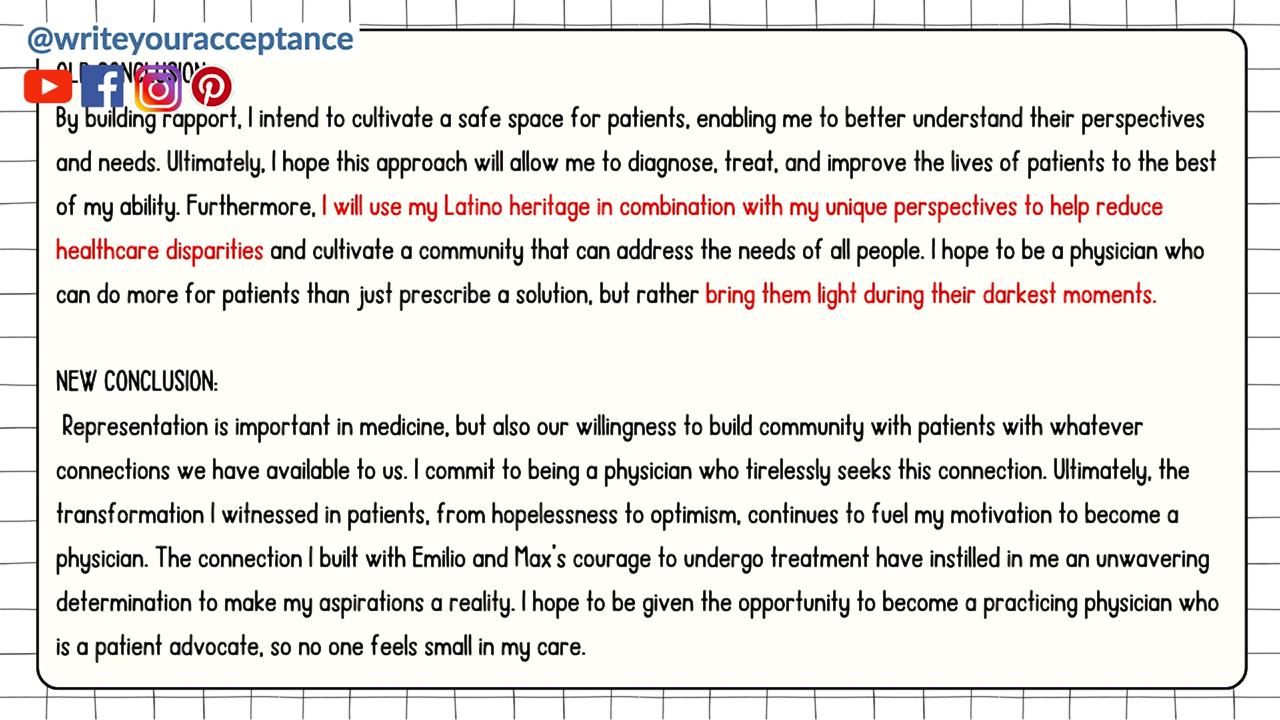 @writeyouracceptance
OLD CONCLUSION:
By building rapport, I intend to cultivate a safe space for patients, enabling me to better understand their perspectives
and needs. Ultimately, I hope this approach will allow me to diagnose, treat, and improve the lives of patients to the best
of my ability. Furthermore, I will use my Latino heritage in combination with my unique perspectives to help reduce
healthcare disparities and cultivate a community that can address the needs of all people. I hope to be a physician who
can do more for patients than just prescribe a solution, but rather bring them light during their darkest moments.
NEW CONCLUSION:
Representation is important in medicine, but also our willingness to build community with patients with whatever
connections we have available to us. I commit to being a physician who tirelessly seeks this connection. Ultimately, the
transformation I witnessed in patients, from hopelessness to optimism, continues to fuel my motivation to become a
physician. The connection I built with Emilio and Max's courage to undergo treatment have instilled in me an unwavering
determination to make my aspirations a reality. I hope to be given the opportunity to become a practicing physician who
is a patient advocate, so no one feels small in my care.